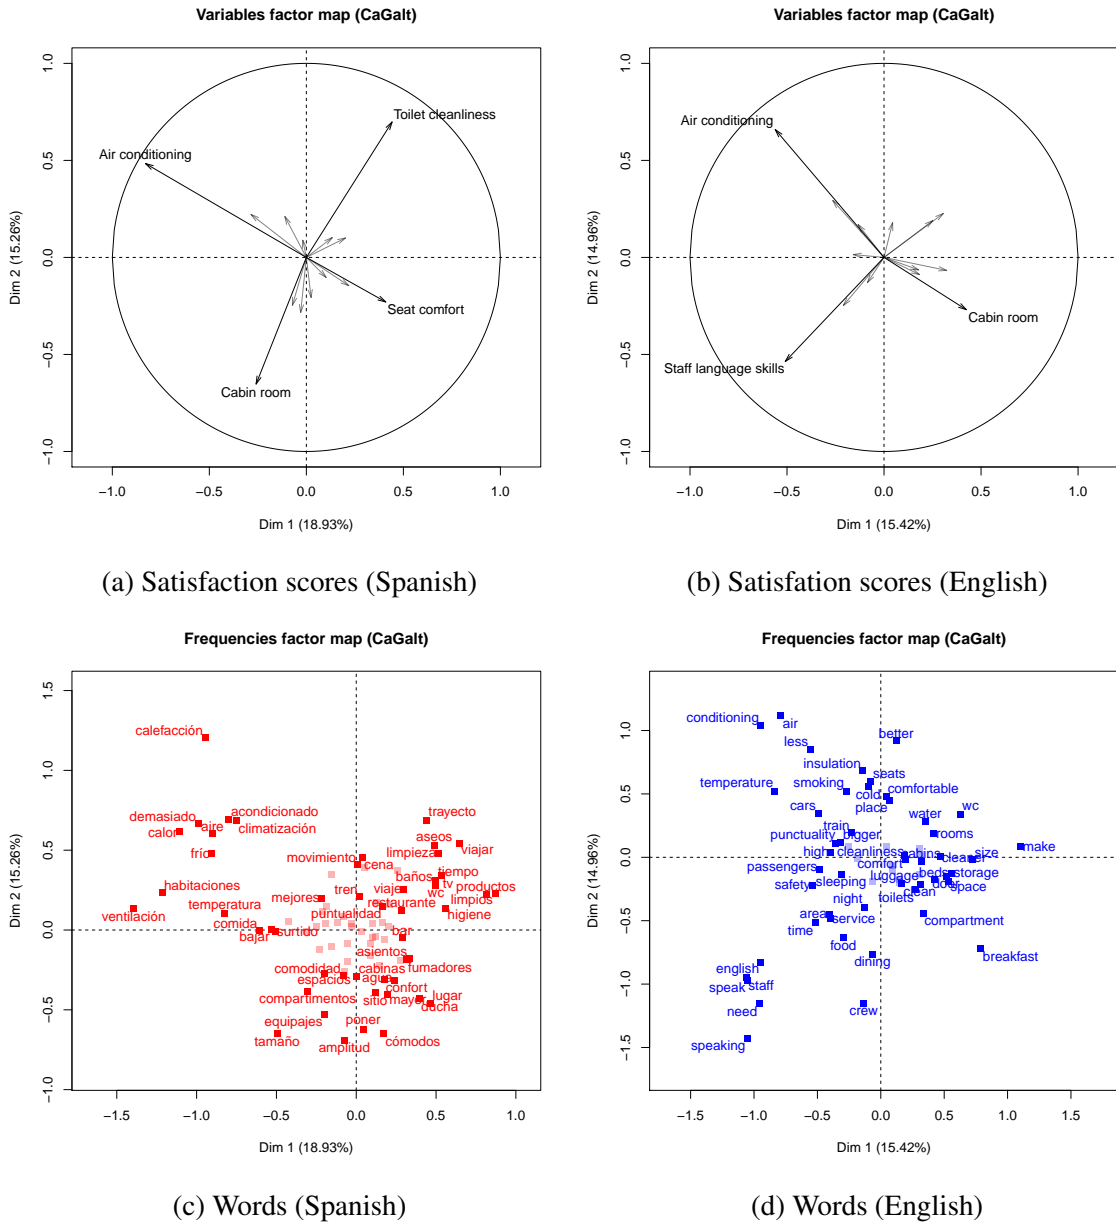 Variables factor map (CaGalt)
Toilet cleanliness
Air conditioning
Seat comfort
Cabin room
Dim 2 (15.26%)
1.0
0.5
0.0
−0.5
−1.0
−1.0 −0.5 0.0 0.5 1.0
Dim 1 (18.93%)
(a) Satisfaction scores (Spanish)
Variables factor map (CaGalt)
Air conditioning
Cabin room
Staff language skills
Dim 2 (14.96%)
1.0
0.5
0.0
−0.5
−1.0
−1.0 −0.5 0.0 0.5 1.0
Dim 1 (15.42%)
(b) Satisfation scores (English)
Frequencies factor map (CaGalt)
calefacción
demasiado
acondicionado
calor
aire
climatización
frío
trayecto
aseos
limpieza
viajar
movimiento
cena
tiempo
baños
tv
habitaciones
viaje
wc
productos
limpios
mejores
tren
restaurante
ventilación
temperatura
puntualidad
higiene
comida
bajar
surtido
bar
asientos
comodidad
cabinas
fumadores
espacios
agua
confort
compartimentos
sitio
mayor
lugar
ducha
equipajes
poner
tamaño
amplitud
cómodos
Dim 2 (15.26%)
1.5
1.0
0.5
0.0
−0.5
−1.0
−1.5 −1.0 −0.5 0.0 0.5 1.0
Dim 1 (18.93%)
(c) Words (Spanish)
Frequencies factor map (CaGalt)
conditioning
air
less
better
insulation
seats
temperature
smoking
cold
comfortable
place
cars
water
wc
train
punctuality
bigger
rooms
high
cleanliness
cabins
cleaner
size
make
comfort
passengers
sleeping
luggage
beds
storage
safety
door
space
toilets
clean
night
area
service
compartment
time
food
dining
breakfast
english
speak
staff
need
crew
speaking
Dim 2 (14.96%)
1.0
0.5
0.0
−0.5
−1.0
−1.5
−1.5 −1.0 −0.5 0.0 0.5 1.0 1.5
Dim 1 (15.42%)
(d) Words (English)